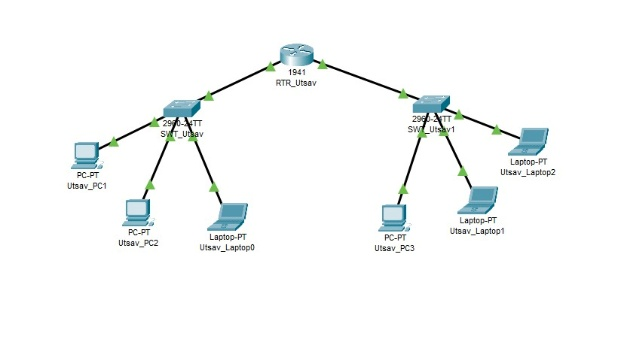 1941
RTR_Utsav
2960-24TT
SWT_Utsav
2960-24TT
SWT_Utsav1
PC-PT
Utsav_PC1
PC-PT
Utsav_PC2
Laptop-PT
Utsav_Laptop0
PC-PT
Utsav_PC3
Laptop-PT
Utsav_Laptop1
Laptop-PT
Utsav_Laptop2